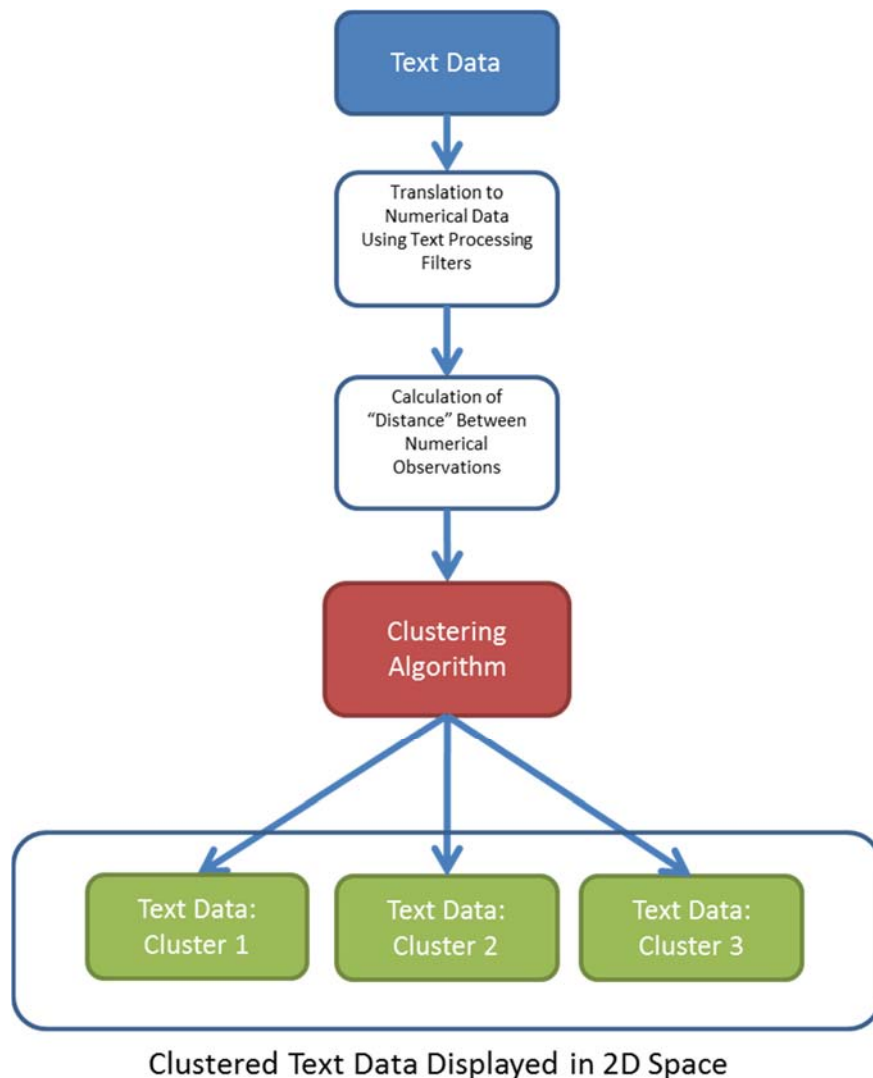 Text Data
Translation to
Numerical Data
Using Text Processing
Filters
Calculation of
“Distance” Between
Numerical
Observations
Clustering
Algorithm
Text Data:
Cluster 1
Text Data:
Cluster 2
Text Data:
Cluster 3
Clustered Text Data Displayed in 2D Space